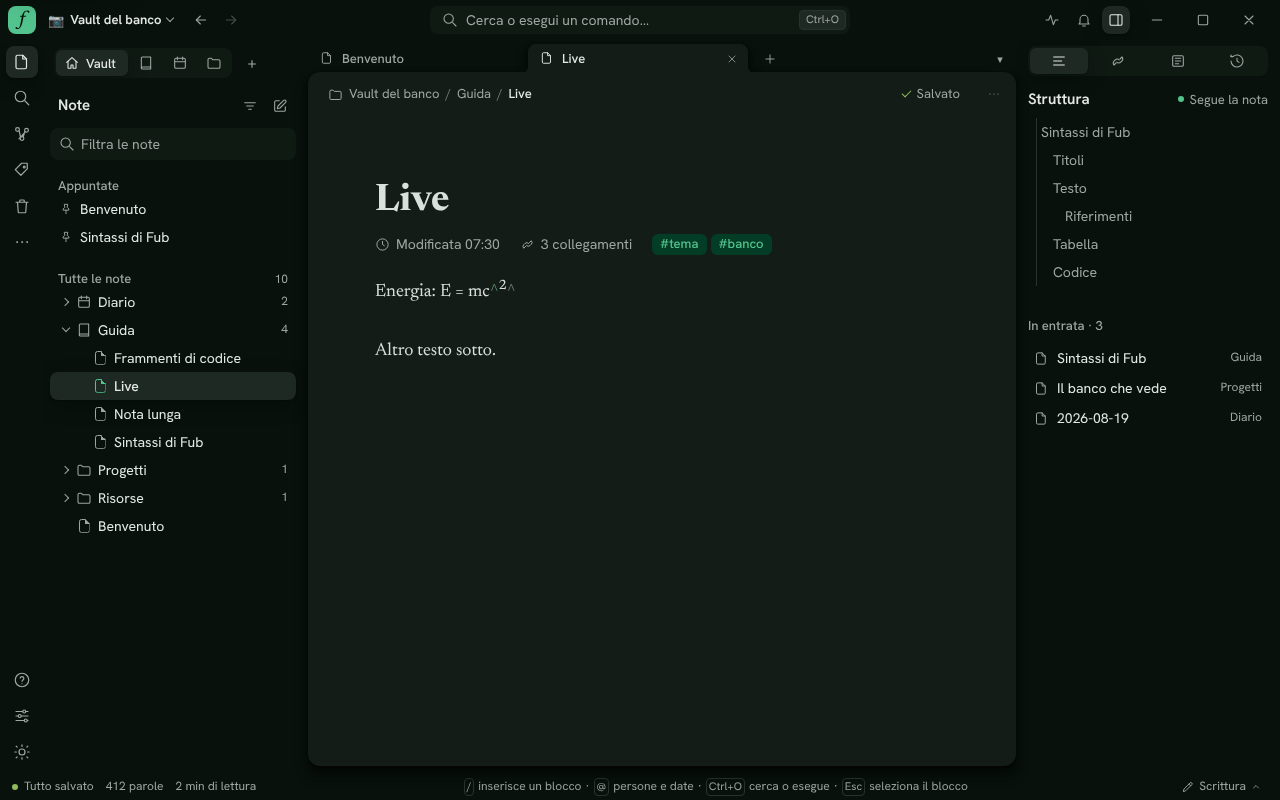 f
Vault del banco
Cerca o esegui un comando...
Ctrl+O
Vault
Benvenuto
Live
Note
Filtra le note
Appuntate
Benvenuto
Sintassi di Fub
Tutte le note 10
Diario 2
Guida 4
Frammenti di codice
Live
Nota lunga
Sintassi di Fub
Progetti 1
Risorse 1
Benvenuto
Vault del banco / Guida / Live
Salvato
Live
Modificata 07:30 3 collegamenti #tema #banco
Energia: E = mc^2^
Altro testo sotto.
Struttura Segue la nota
Sintassi di Fub
Titoli
Testo
Riferimenti
Tabella
Codice
In entrata · 3
Sintassi di Fub Guida
Il banco che vede Progetti
2026-08-19 Diario
Tutto salvato 412 parole 2 min di lettura
/ inserisce un blocco · @ persone e date · Ctrl+O cerca o esegue · Esc seleziona il blocco
Scrittura